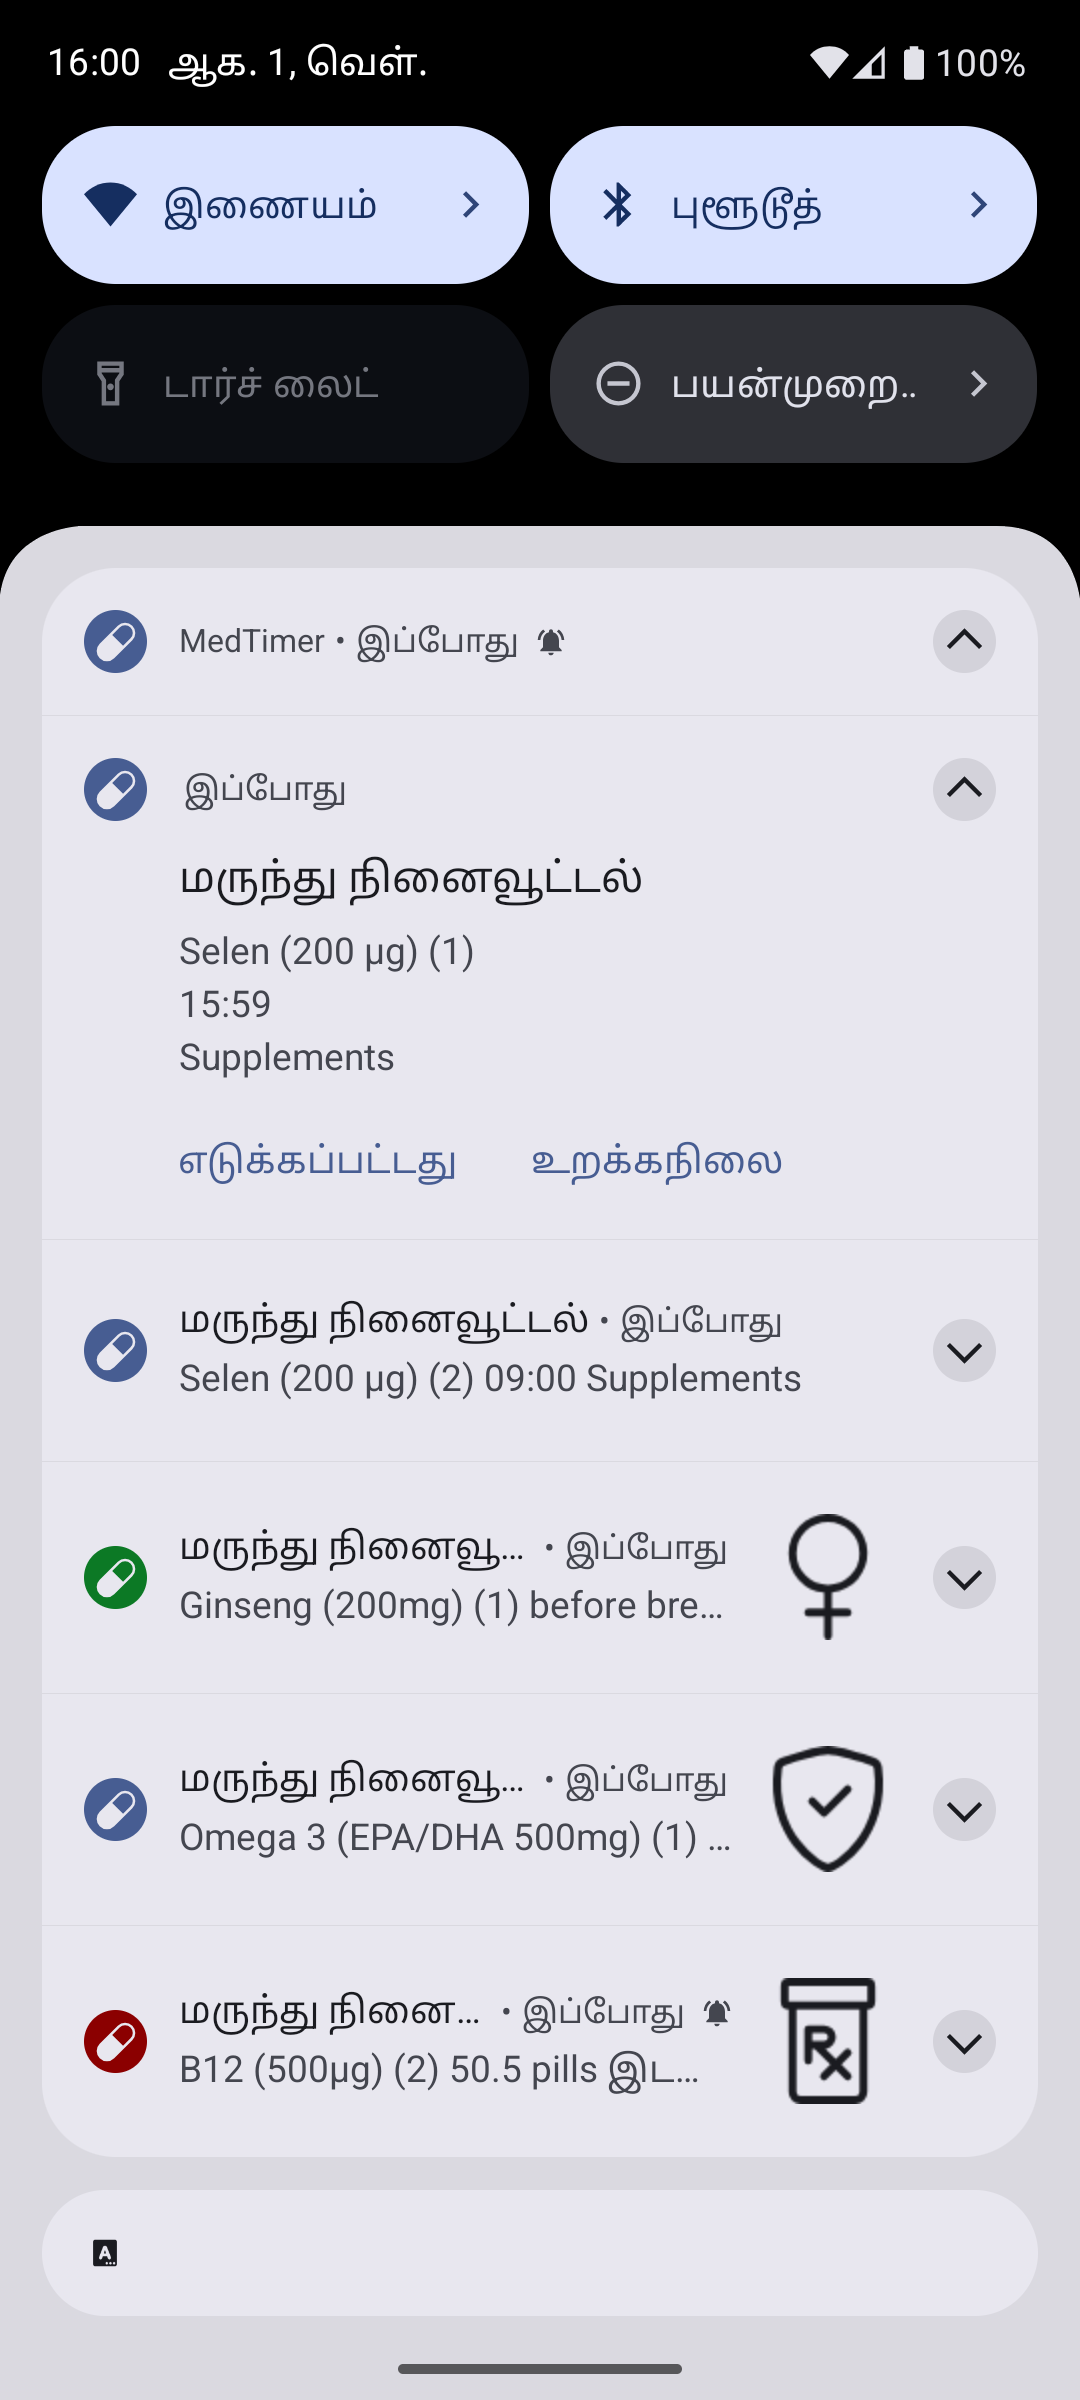 16:00 ஆக. 1, வெள். 100%
இணையம் புளூடூத்
டார்ச் லைட் பயன்முறை..
MedTimer • இப்போது
இப்போது
மருந்து நினைவூட்டல்
Selen (200 µg) (1)
15:59
Supplements
எடுக்கப்பட்டது உறக்கநிலை
மருந்து நினைவூட்டல் • இப்போது
Selen (200 µg) (2) 09:00 Supplements
மருந்து நினைவூ... • இப்போது
Ginseng (200mg) (1) before bre...
மருந்து நினைவூ... • இப்போது
Omega 3 (EPA/DHA 500mg) (1) ...
மருந்து நினை... • இப்போது
B12 (500µg) (2) 50.5 pills இட...
Rx
A